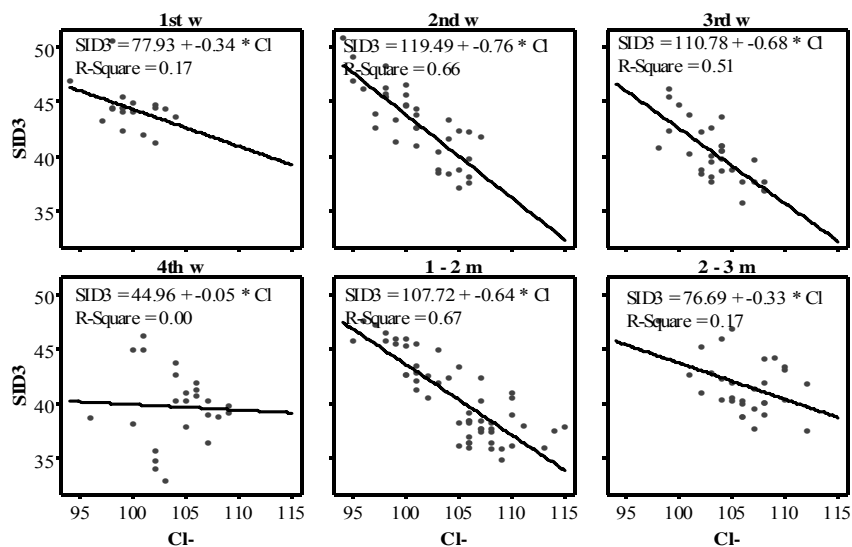 1st w
SID3 = 77.93 + -0.34 * Cl
R-Square = 0.17
2nd w
SID3 = 119.49 + -0.76 * Cl
R-Square = 0.66
3rd w
SID3 = 110.78 + -0.68 * Cl
R-Square = 0.51
50
45
40
35
SID3
4th w
SID3 = 44.96 + -0.05 * Cl
R-Square = 0.00
1 - 2 m
SID3 = 107.72 + -0.64 * Cl
R-Square = 0.67
2 - 3 m
SID3 = 76.69 + -0.33 * Cl
R-Square = 0.17
50
45
40
35
SID3
95 100 105 110 115
95 100 105 110 115
95 100 105 110 115
Cl-
Cl-
Cl-